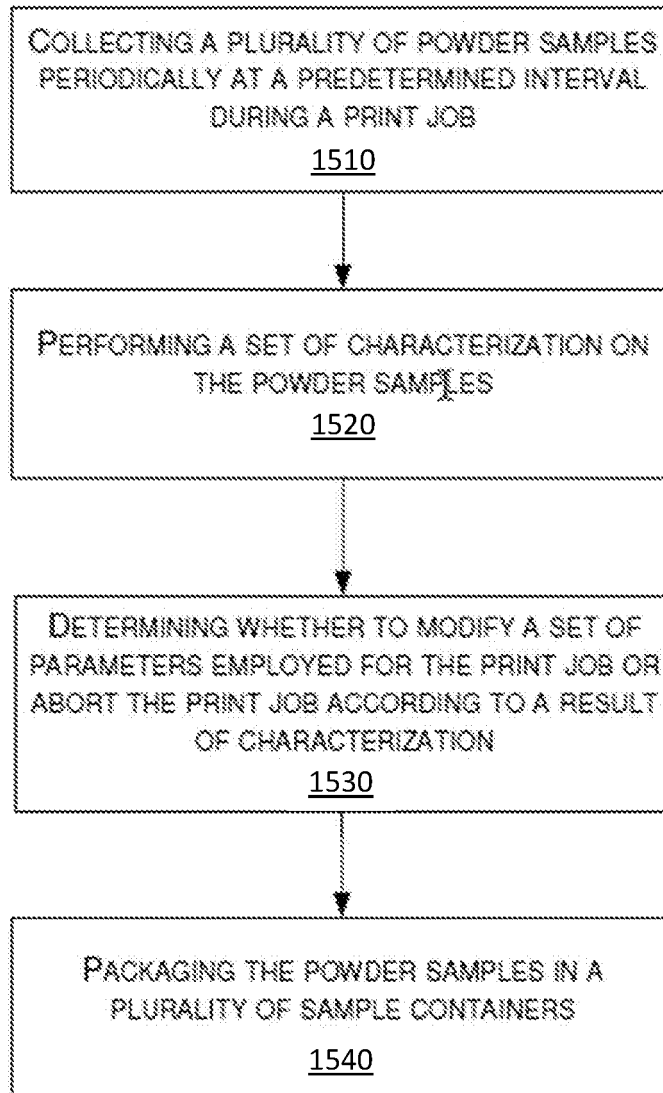 COLLECTING A PLURALITY OF POWDER SAMPLES
PERIODICALLY AT A PREDETERMINED INTERVAL
DURING A PRINT JOB
1510
PERFORMING A SET OF CHARACTERIZATION ON
THE POWDER SAMPLES
1520
DETERMINING WHETHER TO MODIFY A SET OF
PARAMETERS EMPLOYED FOR THE PRINT JOB OR
ABORT THE PRINT JOB ACCORDING TO A RESULT
OF CHARACTERIZATION
1530
PACKAGING THE POWDER SAMPLES IN A
PLURALITY OF SAMPLE CONTAINERS
1540